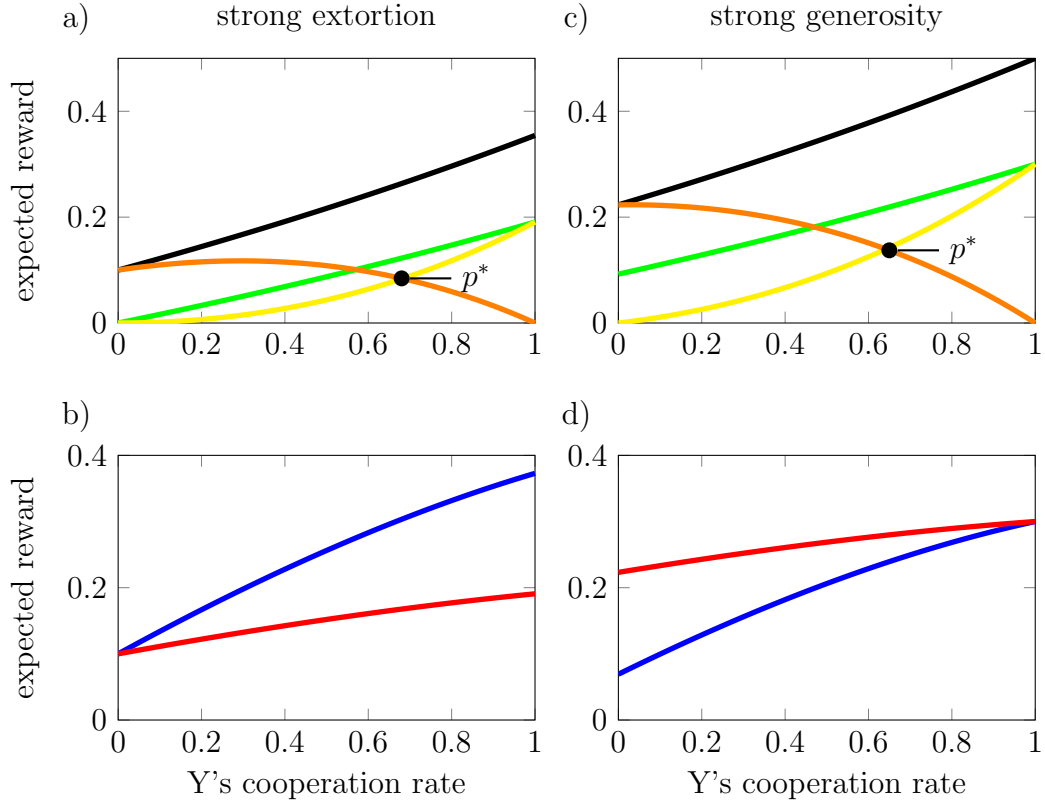 a)
strong extortion
c)
strong generosity
expected reward
0.4
0.2
0
p*
0 0.2 0.4 0.6 0.8 1
0.4
0.2
0
p*
0 0.2 0.4 0.6 0.8 1
b)
d)
expected reward
0.4
0.2
0
0 0.2 0.4 0.6 0.8 1
Y's cooperation rate
0.4
0.2
0
0 0.2 0.4 0.6 0.8 1
Y's cooperation rate